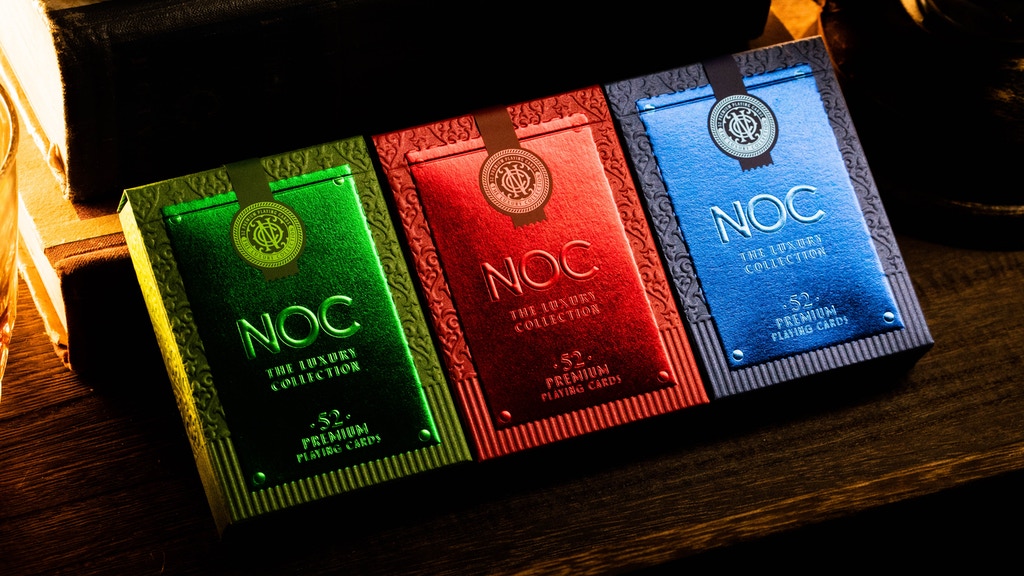 NOC
THE LUXURY
COLLECTION
52
PREMIUM
PLAYING CARDS
NOC
THE LUXURY
COLLECTION
52
PREMIUM
PLAYING CARDS
NOC
THE LUXURY
COLLECTION
52
PREMIUM
PLAYING CARDS